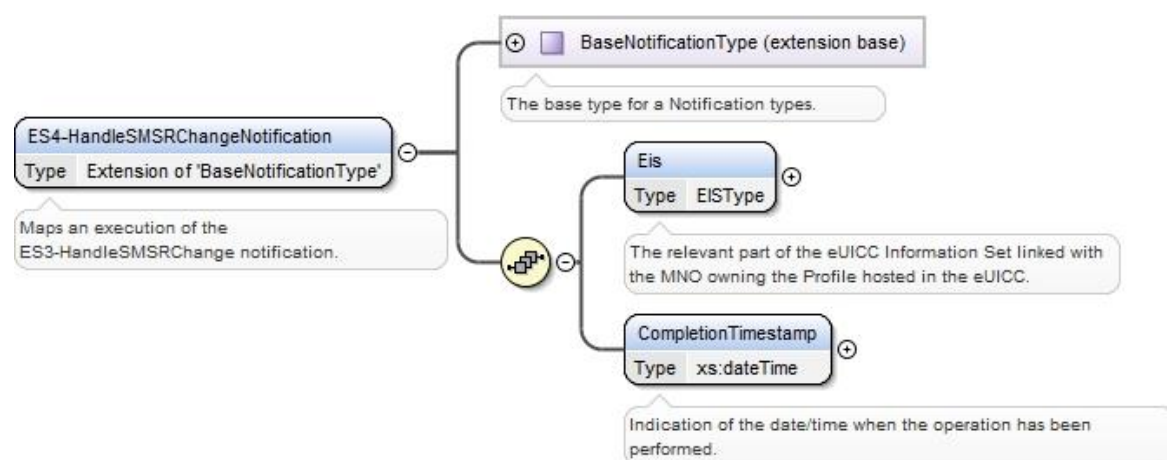 BaseNotificationType (extension base)
The base type for a Notification types.
ES4-HandleSMSRChangeNotification
Type Extension of 'BaseNotificationType'
Maps an execution of the
ES3-HandleSMSRChange notification.
Eis
Type EISType
The relevant part of the eUICC Information Set linked with
the MNO owning the Profile hosted in the eUICC.
CompletionTimestamp
Type xs:dateTime
Indication of the date/time when the operation has been
performed.